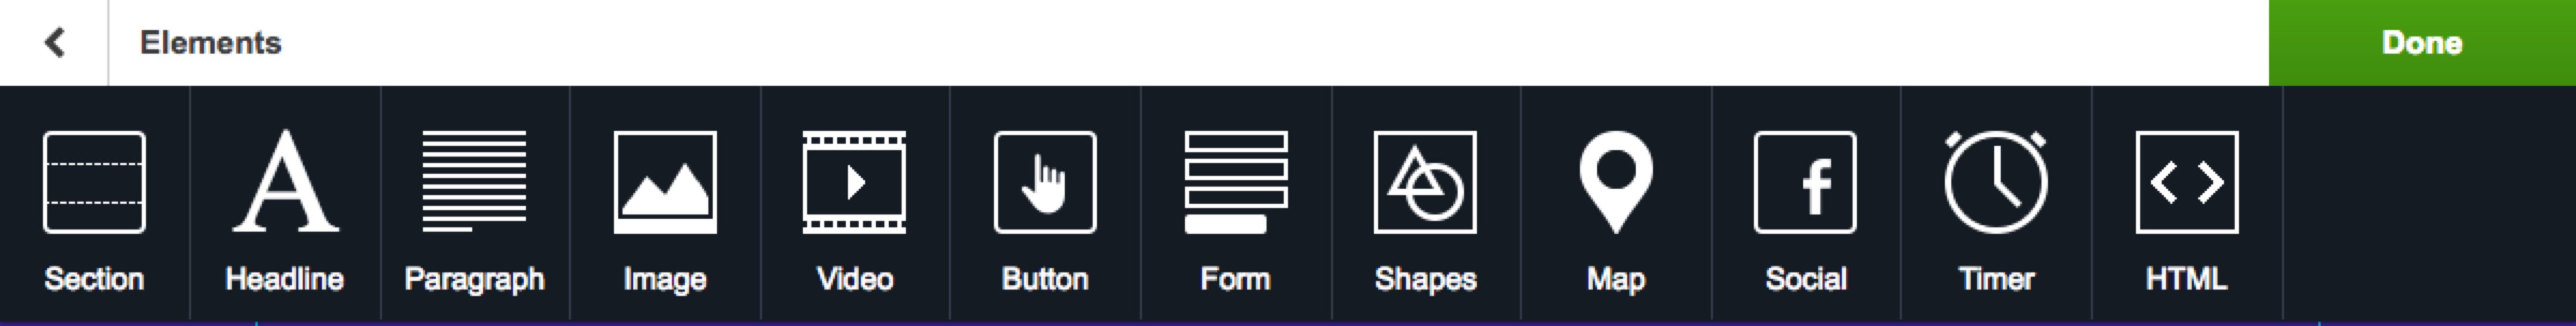 Elements
Done
Section Headline Paragraph Image Video Button Form Shapes Map Social Timer HTML